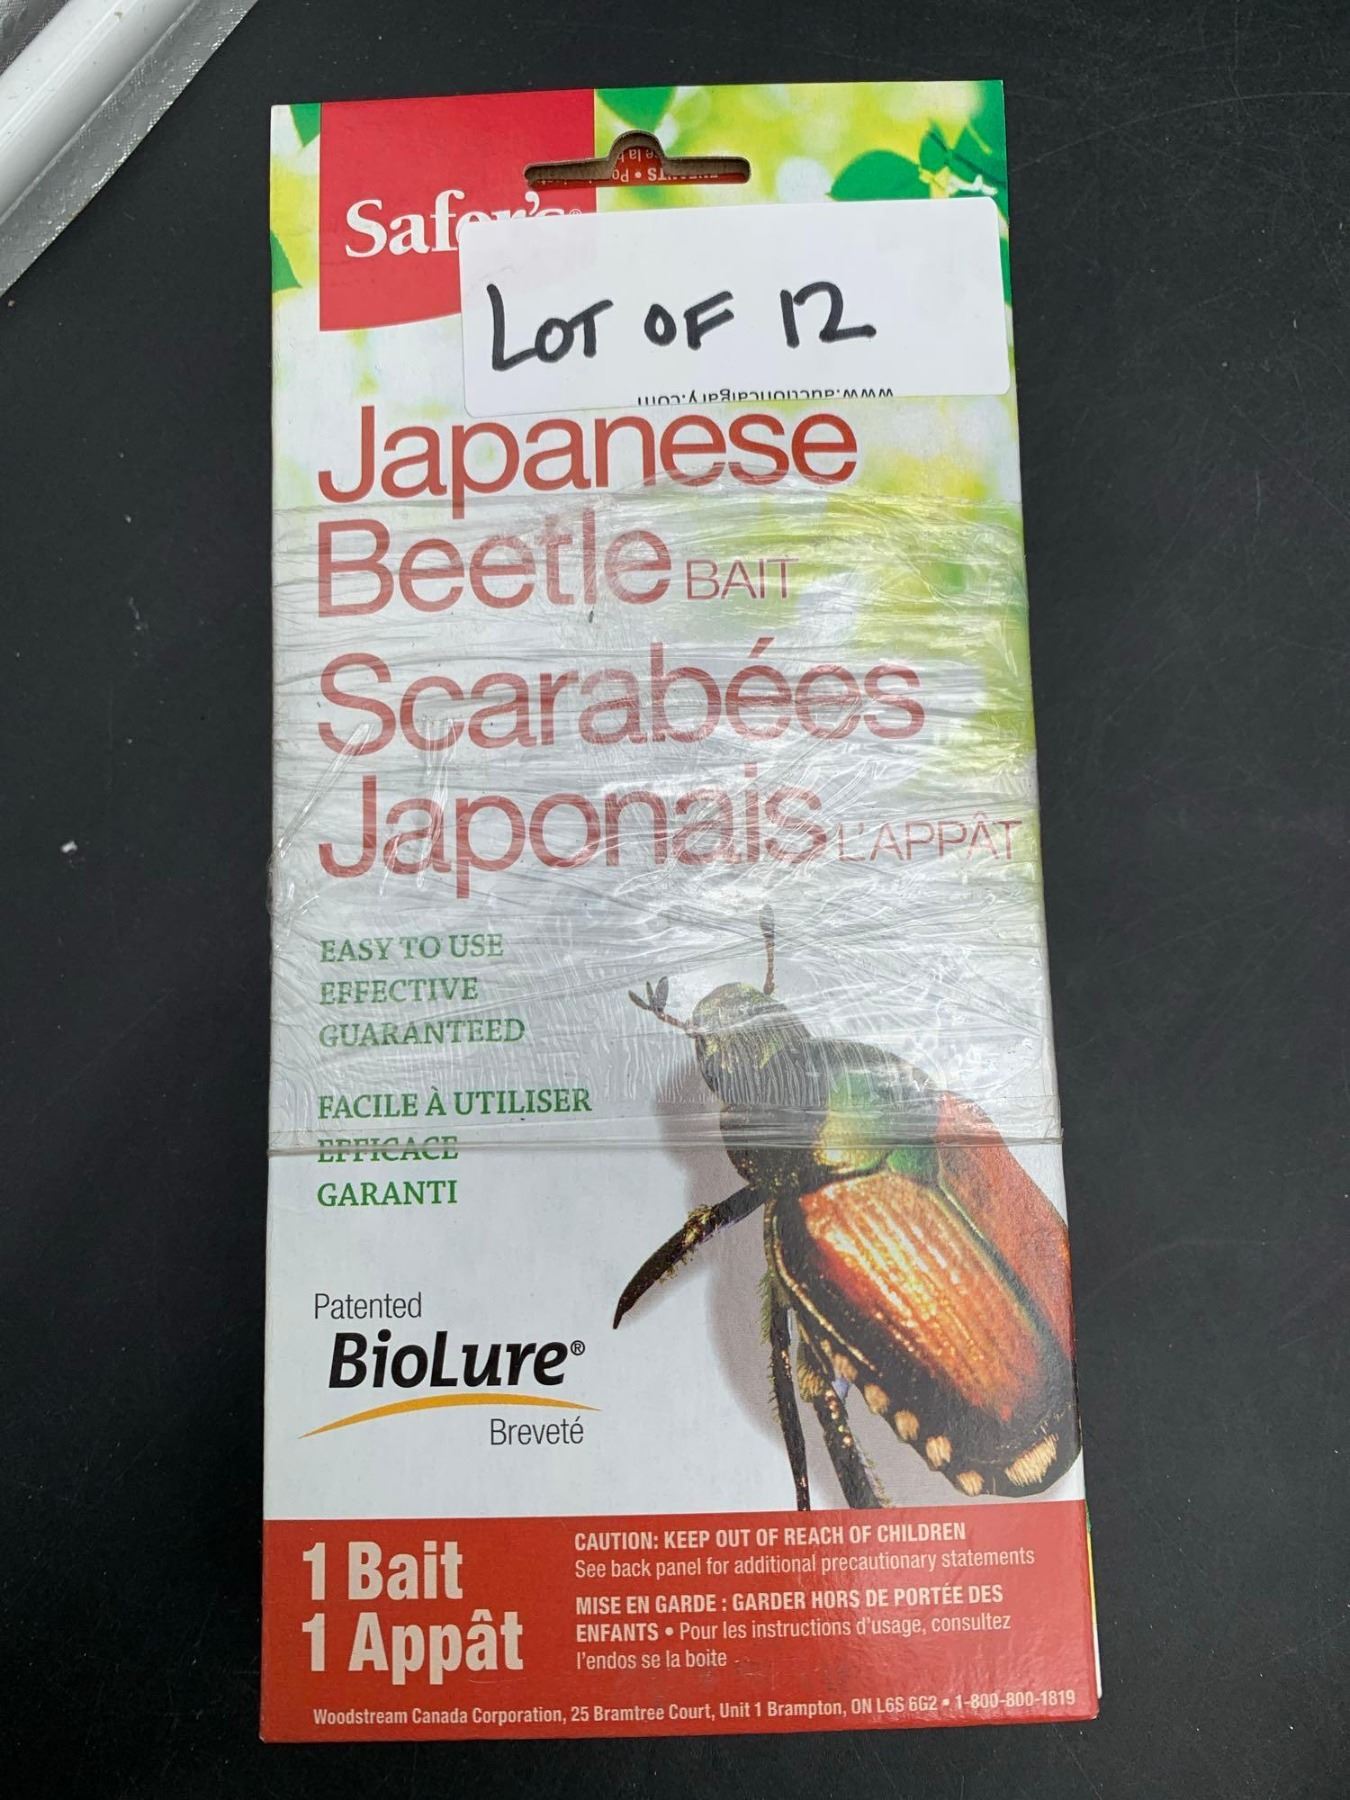 LOT OF 12
www.auctioncalgary.com
Japanese
Beetle BAIT
Scarabées
Japonais L'APPÂT
EASY TO USE
EFFECTIVE
GUARANTEED
FACILE À UTILISER
EFFICACE
GARANTI
Patented
BioLure®
Breveté
1 Bait
1 Appât
CAUTION: KEEP OUT OF REACH OF CHILDREN
See back panel for additional precautionary statements
MISE EN GARDE : GARDER HORS DE PORTÉE DES
ENFANTS • Pour les instructions d'usage, consultez
l'endos se la boite
Woodstream Canada Corporation, 25 Bramtree Court, Unit 1 Brampton, ON L6S 6G2 • 1-800-800-1819